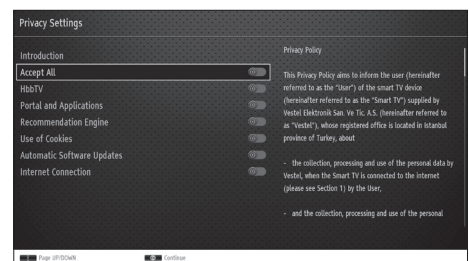 Privacy Settings
Introduction
Accept All
HbbTV
Portal and Applications
Recommendation Engine
Use of Cookies
Automatic Software Updates
Internet Connection
Privacy Policy
This Privacy Policy aims to inform the user (hereinafter
referred to as the "User") of the smart TV device
(hereinafter referred to as the "Smart TV") supplied by
Vestel Elektronik San. Ve Tic. A.S. (hereinafter referred to
as "Vestel"), whose registered office is located in Istanbul
province of Turkey, about
- the collection, processing and use of the personal data by
Vestel, when the Smart TV is connected to the internet
(please see Section 1) by the User,
- and the collection, processing and use of the personal
Page UP/DOWN
Continue